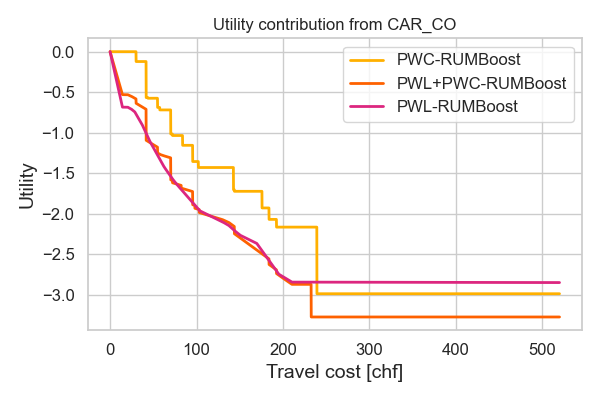 Utility contribution from CAR_CO
PWC-RUMBoost
PWL+PWC-RUMBoost
PWL-RUMBoost
Utility
0.0
−0.5
−1.0
−1.5
−2.0
−2.5
−3.0
0 100 200 300 400 500
Travel cost [chf]